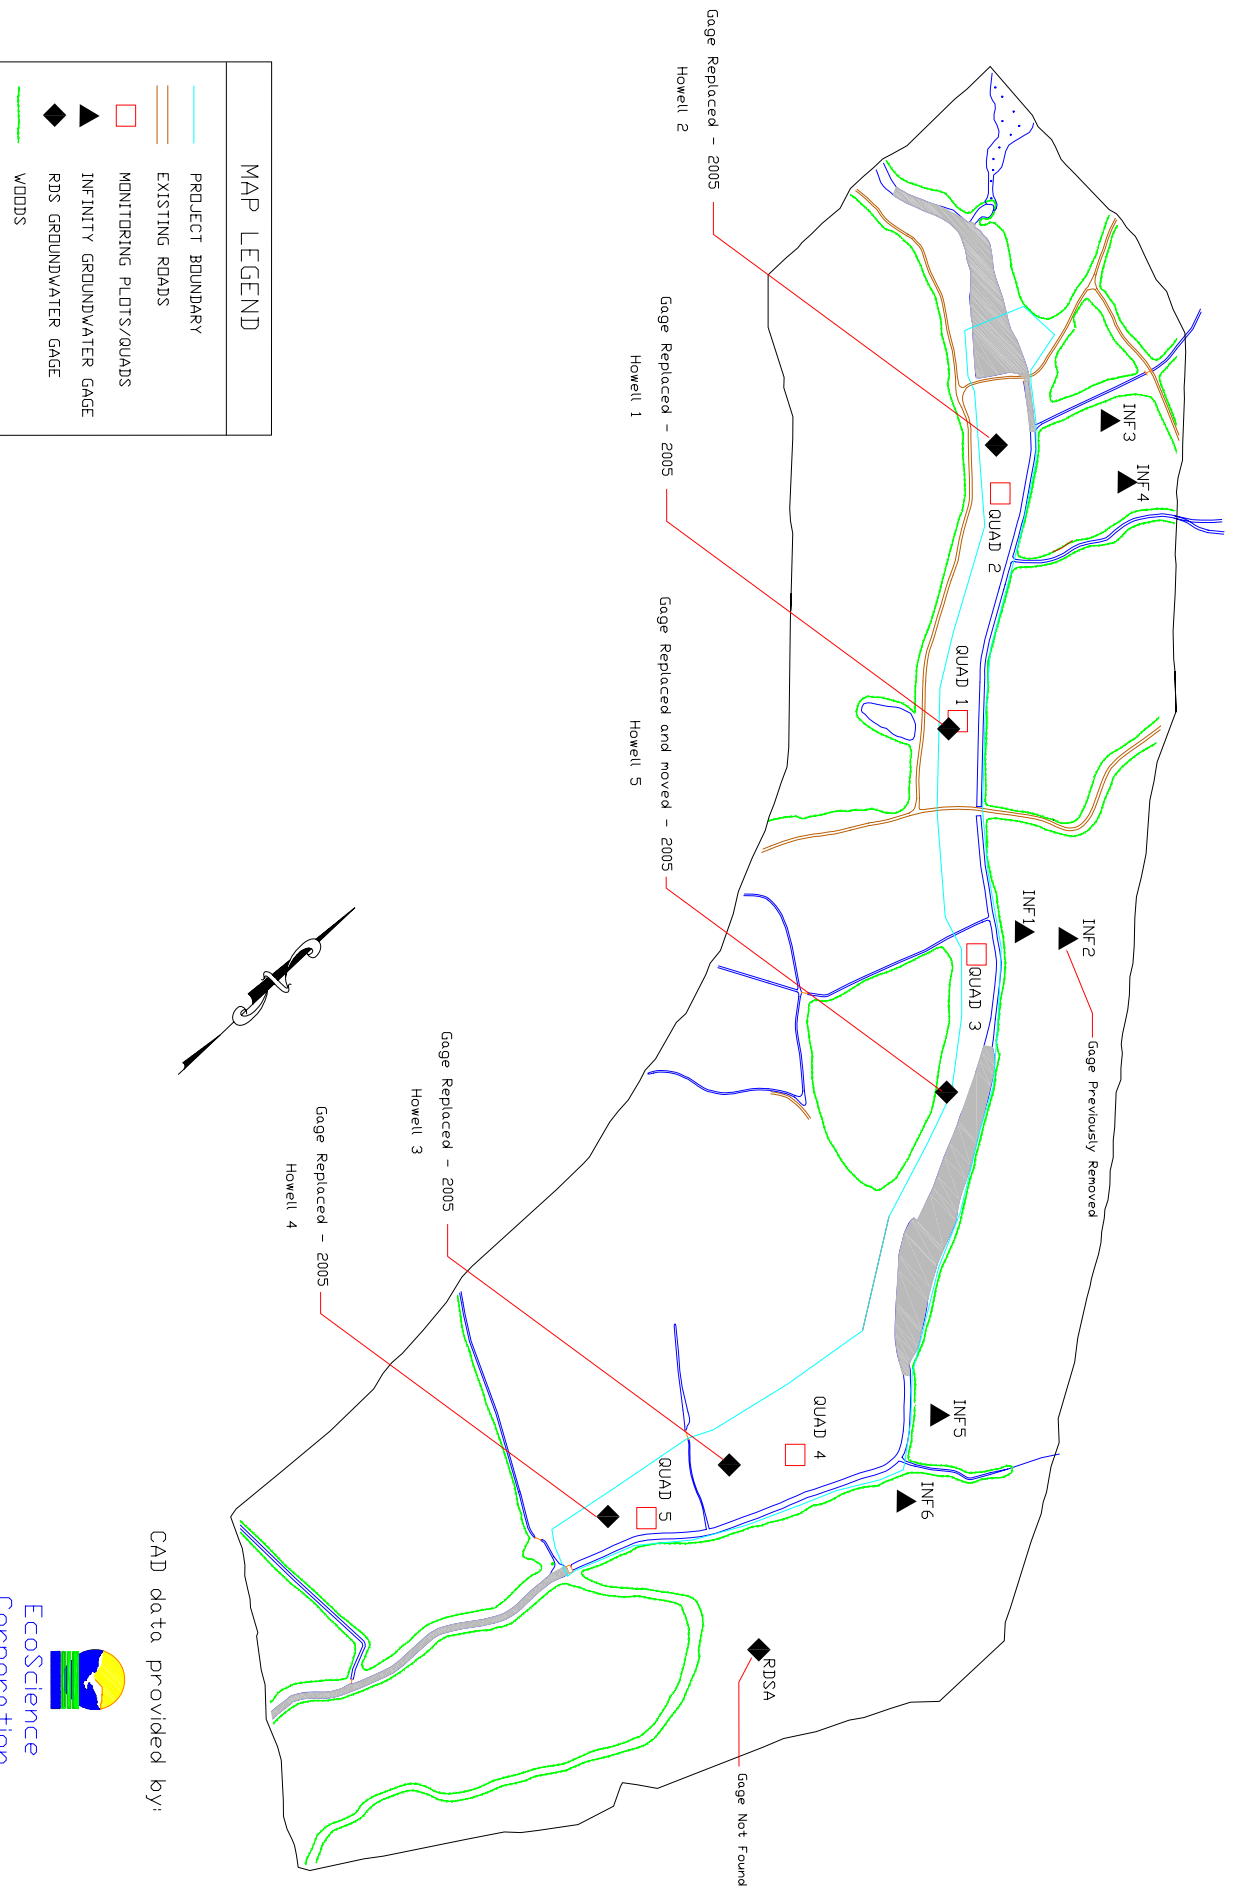 Gage Replaced - 2005
Howell 2
Gage Replaced - 2005
Howell 1
Gage Replaced and moved - 2005
Howell 5
Gage Replaced - 2005
Howell 3
Gage Replaced - 2005
Howell 4
INF3
INF4
QUAD 2
QUAD 1
INF1
INF2
QUAD 3
Gage Previously Removed
INF5
INF6
QUAD 4
QUAD 5
RDSA
Gage Not Found
MAP LEGEND
PROJECT BOUNDARY
EXISTING ROADS
MONITORING PLOTS/QUADS
INFINITY GROUNDWATER GAGE
RDS GROUNDWATER GAGE
WOODS
CAD data provided by:
EcoScience
Corporation